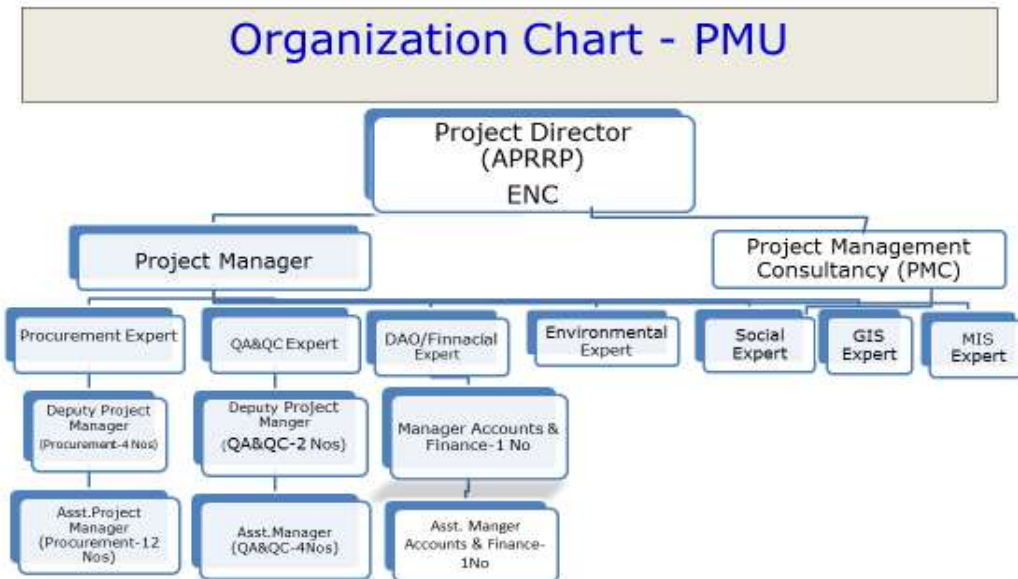 Organization Chart - PMU
Project Director
(APRRP)
ENC
Project Manager
Project Management
Consultancy (PMC)
Procurement Expert
QA&QC Expert
DAO/Finnacial
Expert
Environmental
Expert
Social
Expert
GIS
Expert
MIS
Expert
Deputy Project
Manager
(Procurement-4 Nos)
Deputy Project
Manger
(QA&QC-2 Nos)
Manager Accounts &
Finance-1 No
Asst.Project
Manager
(Procurement-12
Nos)
Asst.Manager
(QA&QC-4Nos)
Asst. Manger
Accounts & Finance-
1No